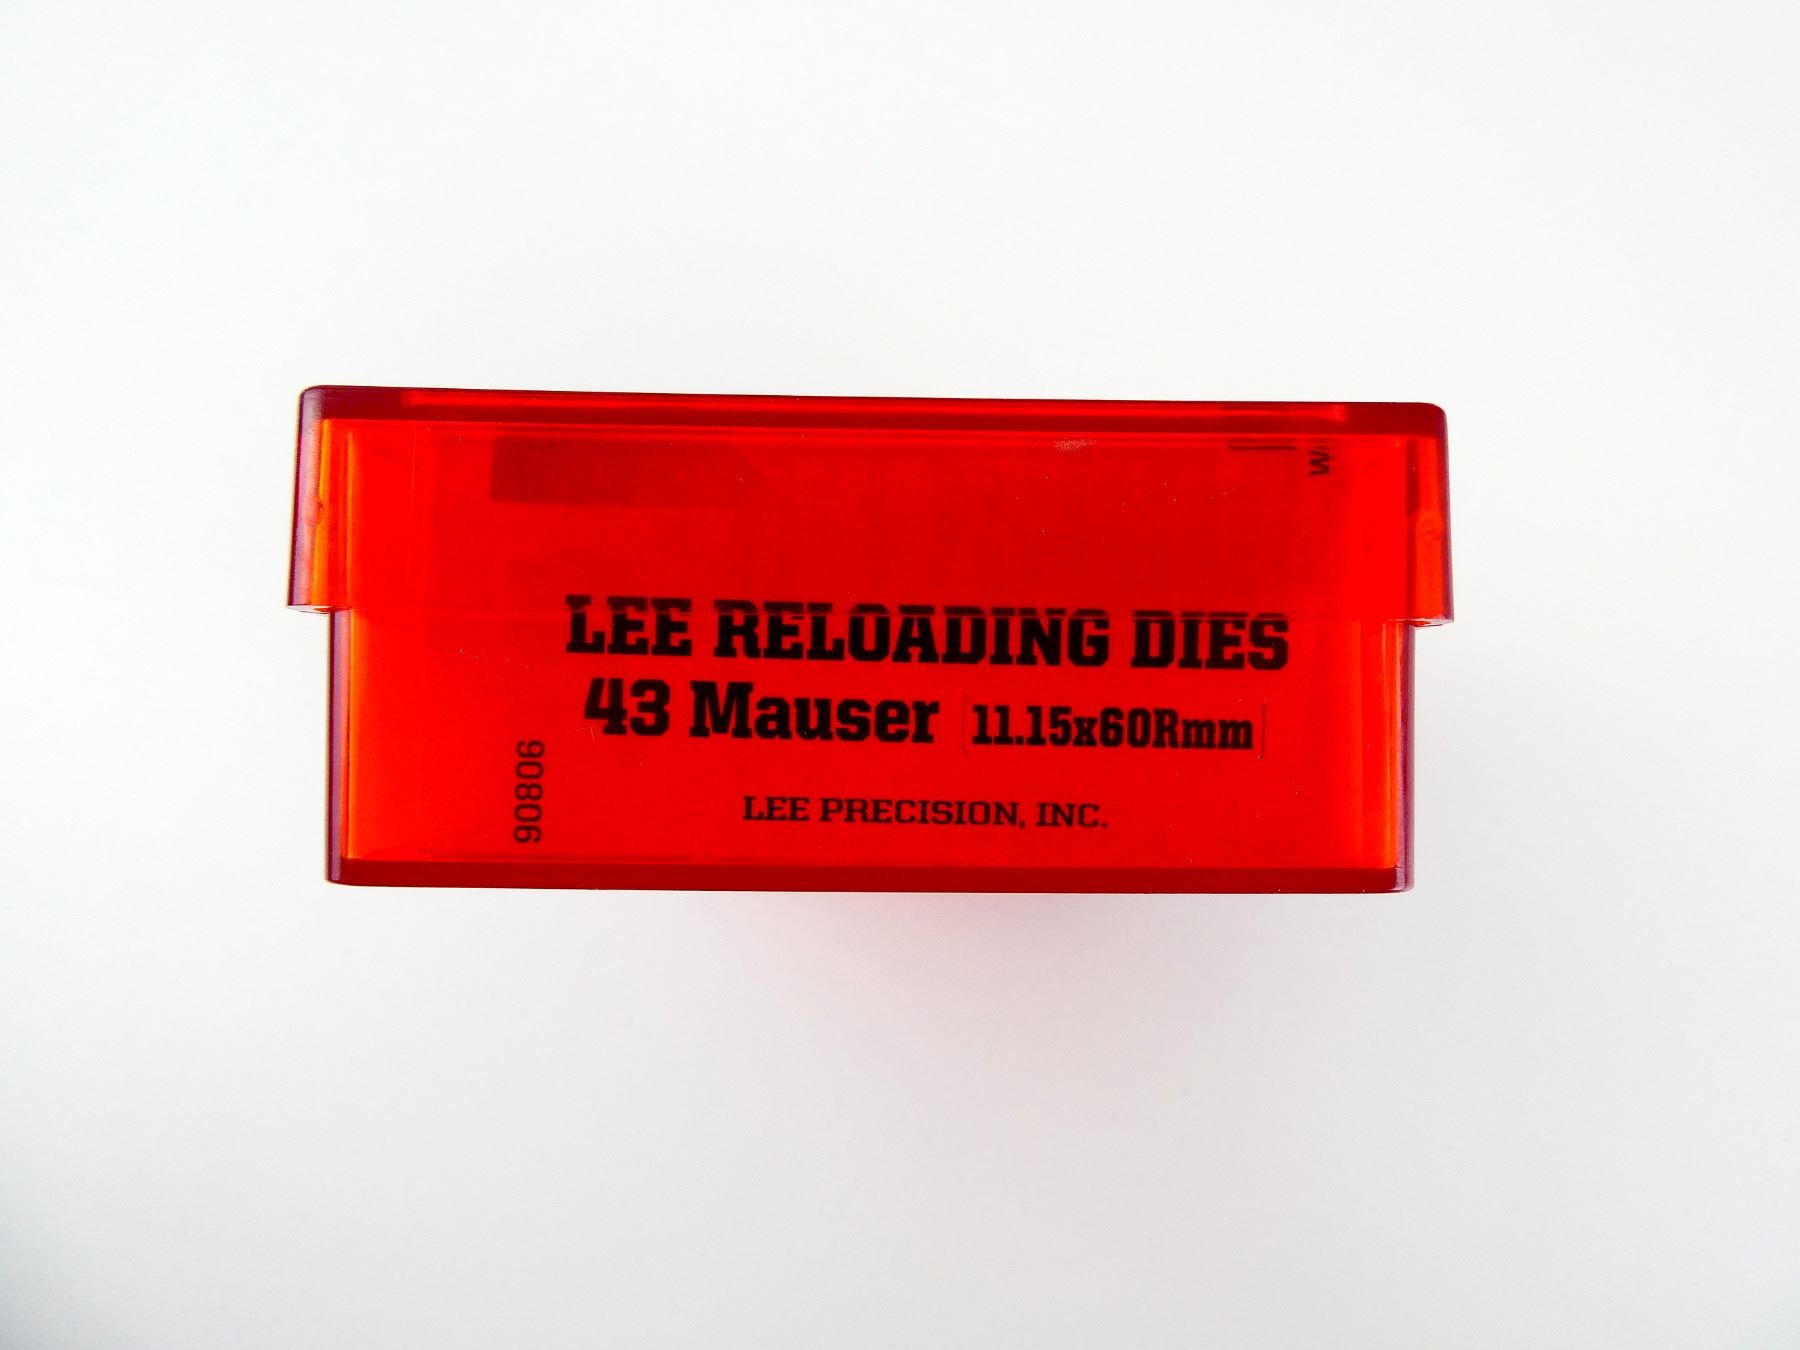 LEE RELOADING DIES
43 Mauser 11.15x60Rmm
90806
LEE PRECISION, INC.